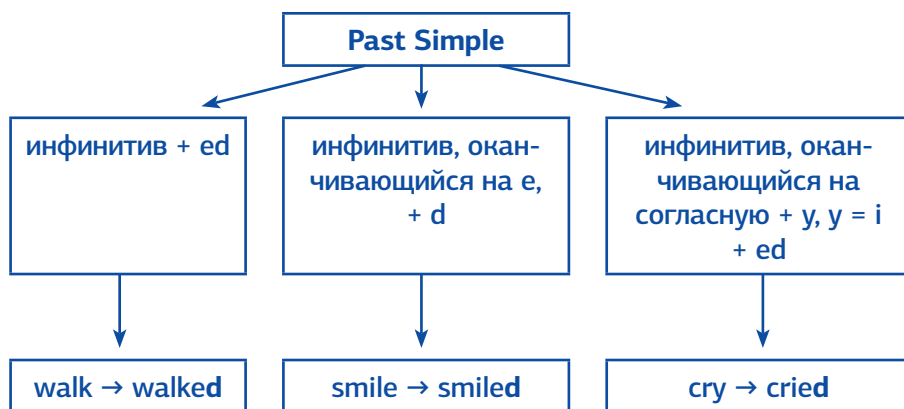 Past Simple
инфинитив + ed
инфинитив, окан-
чивающийся на e,
+ d
инфинитив, окан-
чивающийся на
согласную + y, y = i
+ ed
walk → walked
smile → smiled
cry → cried